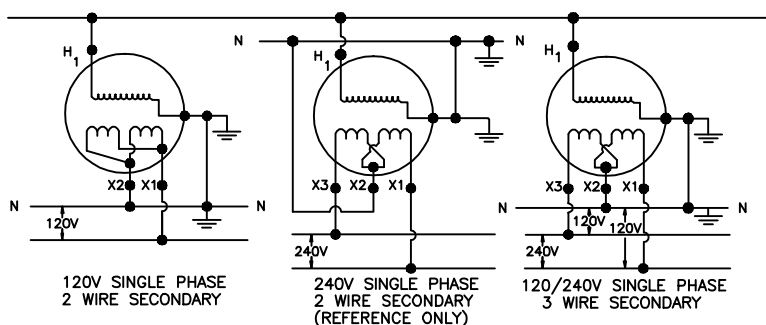 N N
H1 H1 H1
X2 X1 X3 X2 X1 X3 X2 X1
N N N N
120V 120V 120V
240V 240V
120V SINGLE PHASE
2 WIRE SECONDARY
240V SINGLE PHASE
2 WIRE SECONDARY
(REFERENCE ONLY)
120/240V SINGLE PHASE
3 WIRE SECONDARY